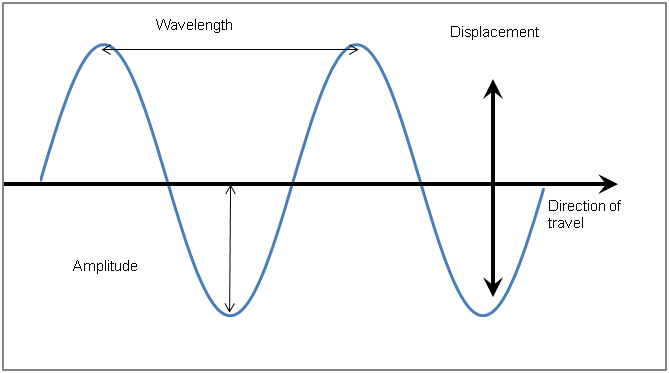 Wavelength
Displacement
Direction of
travel
Amplitude